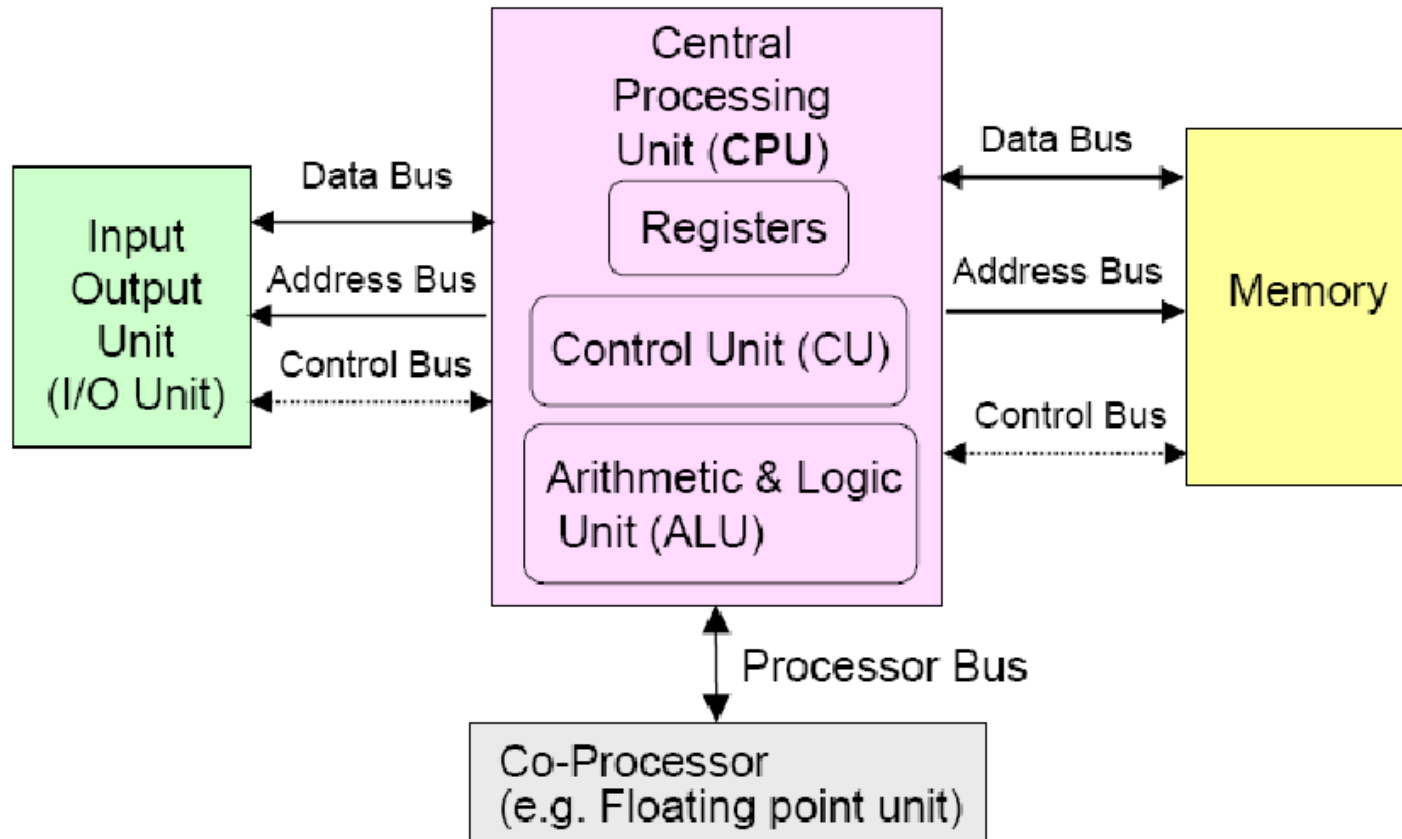 Central
Processing
Unit (CPU)
Registers
Control Unit (CU)
Arithmetic & Logic
Unit (ALU)
Input
Output
Unit
(I/O Unit)
Data Bus
Address Bus
Control Bus
Data Bus
Address Bus
Control Bus
Memory
Processor Bus
Co-Processor
(e.g. Floating point unit)